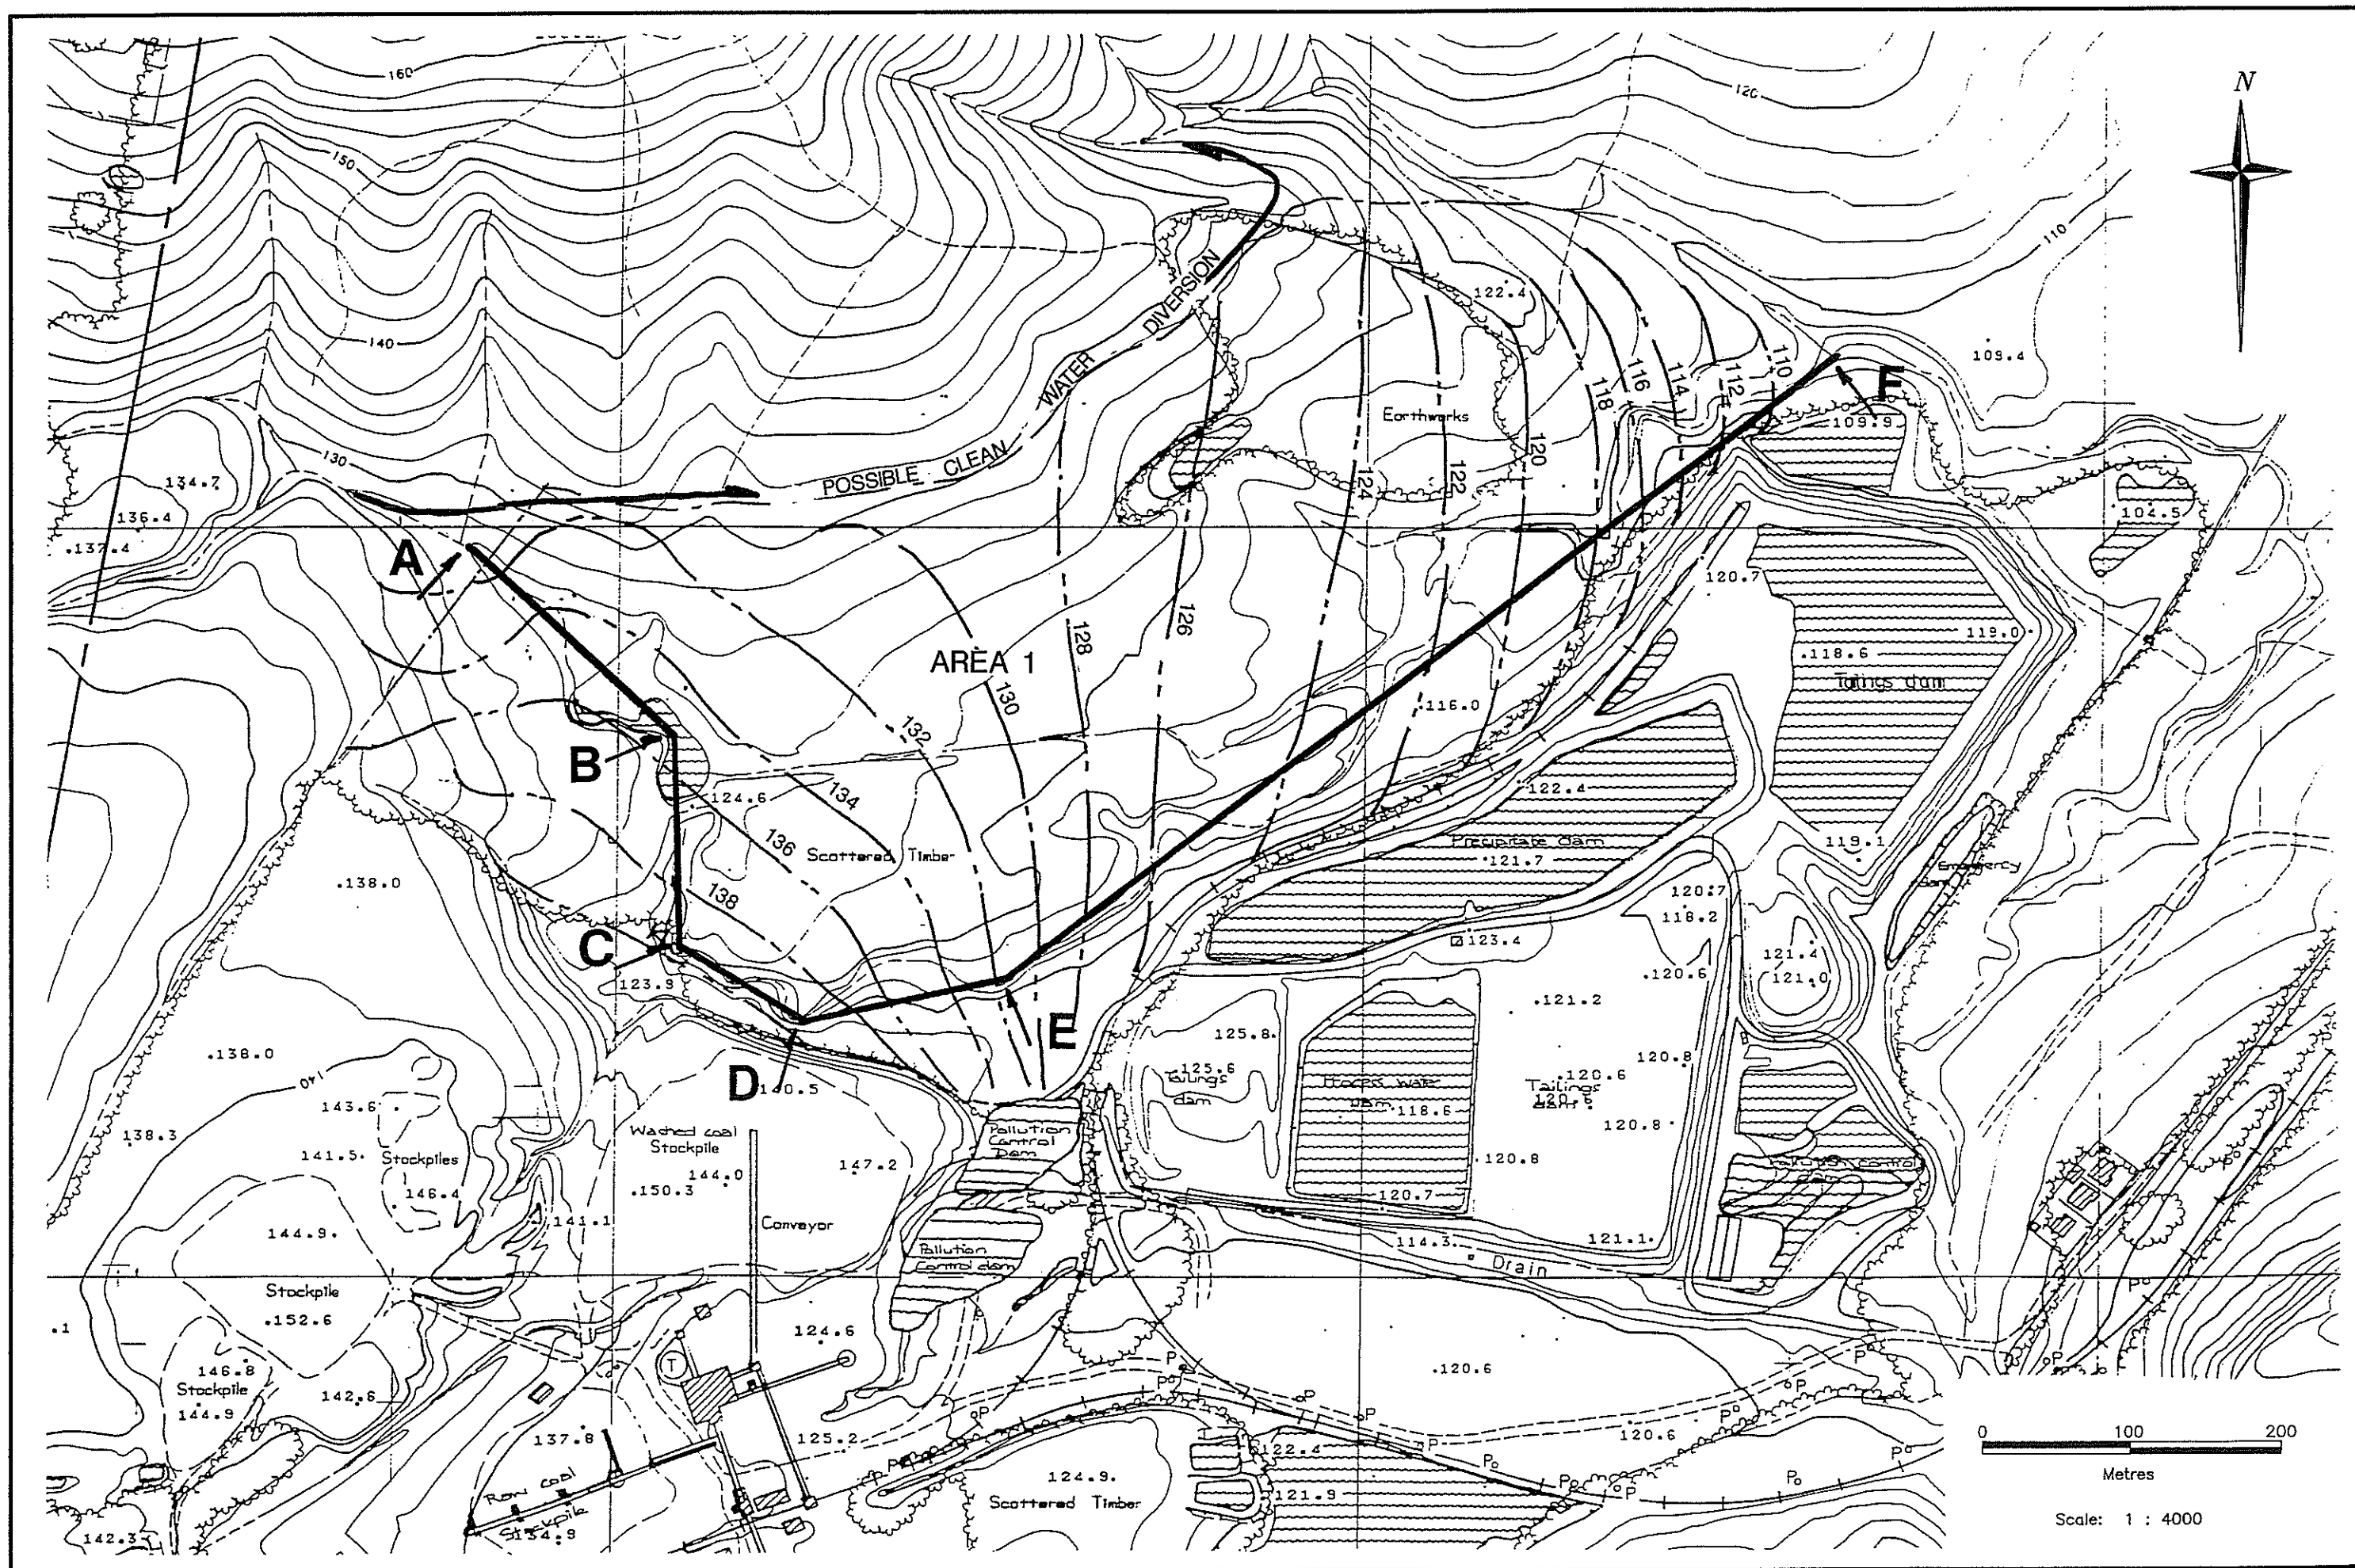 160
120
N
150
110
140
122.4
109.4
POSSIBLE CLEAN WATER DIVERSION
116
114
112
110
118
F
Earthworks
109.9
130
134.7
120
122
124
104.5
136.4
137.4
A
120.7
126
128
119.0
AREA 1
118.6
Tailings dam
130
132
116.0
B
134
124.6
122.4
136
Scattered Timber
Precipitate dam
121.7
119.1
Emergency
dam
138.0
138
120.7
118.2
C
123.4
121.4
123.9
120.6
121.0
121.2
E
125.8
138.0
120.8
D
140.5
125.6
Tailings
dam
Process Water
Dam
118.6
120.6
Tailings
dam
140
143.6
138.3
Washed coal
Stockpile
Pollution
Control
Dam
120.8
141.5
Stockpiles
144.0
147.2
120.8
Pollution control
146.4
150.3
120.7
144.9
141.1
Conveyor
114.3
121.1
Pollution
Control dam
Drain
Stockpile
152.6
.1
124.6
T
146.8
Stockpile
144.9
142.6
120.6
0 100 200
Metres
Scale: 1 : 4000
137.8
125.2
120.6
122.4
124.9
Raw coal
Stockpile
134.9
Scattered Timber
121.9
142.3